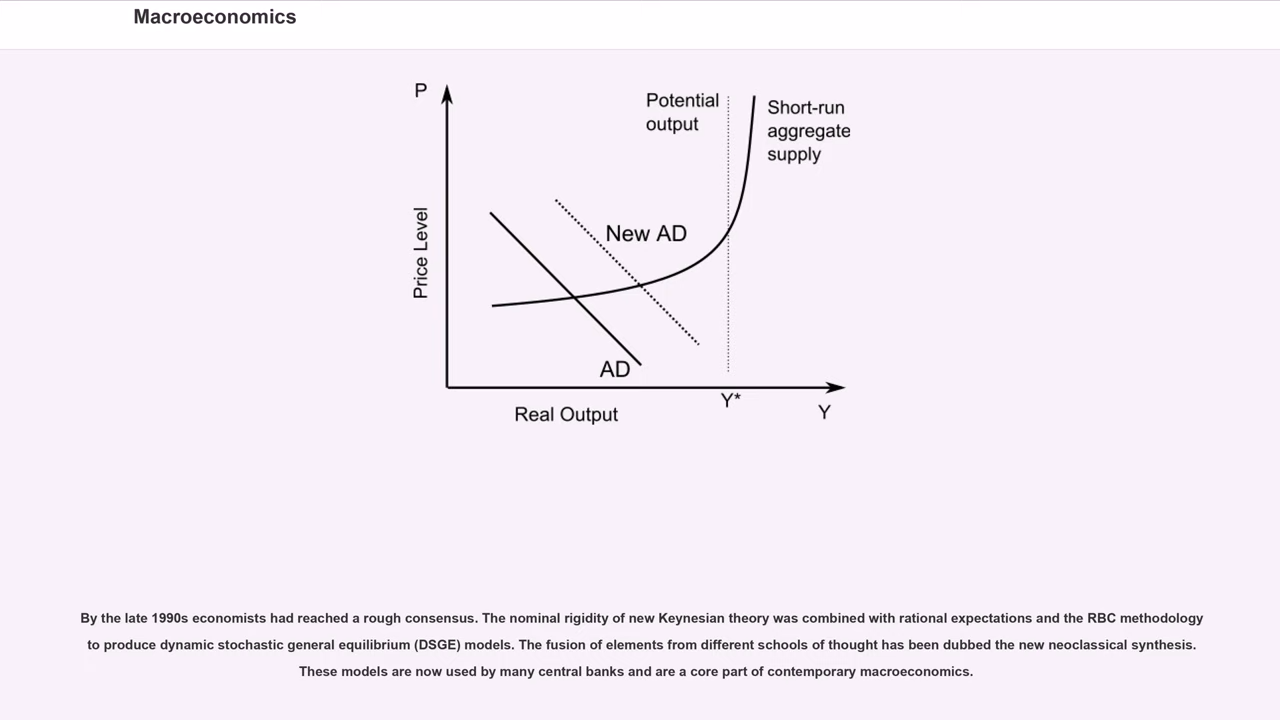 Macroeconomics
P
Potential
output
Short-run
aggregate
supply
Price Level
New AD
AD
Y*
Y
Real Output
By the late 1990s economists had reached a rough consensus. The nominal rigidity of new Keynesian theory was combined with rational expectations and the RBC methodology
to produce dynamic stochastic general equilibrium (DSGE) models. The fusion of elements from different schools of thought has been dubbed the new neoclassical synthesis.
These models are now used by many central banks and are a core part of contemporary macroeconomics.